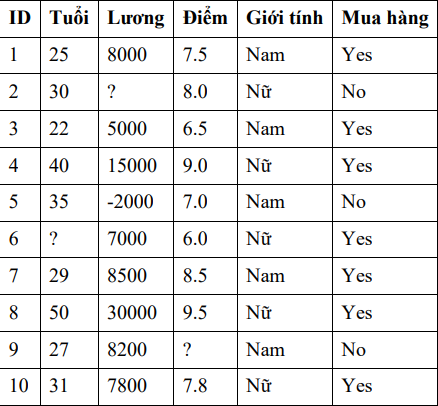 ID Tuổi Lương Điểm Giới tính Mua hàng
1 25 8000 7.5 Nam Yes
2 30 ? 8.0 Nữ No
3 22 5000 6.5 Nam Yes
4 40 15000 9.0 Nữ Yes
5 35 -2000 7.0 Nam No
6 ? 7000 6.0 Nữ Yes
7 29 8500 8.5 Nam Yes
8 50 30000 9.5 Nữ Yes
9 27 8200 ? Nam No
10 31 7800 7.8 Nữ Yes